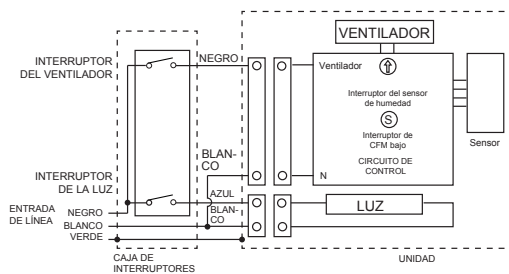 VENTILADOR
INTERRUPTOR
DEL VENTILADOR
NEGRO
Ventilador
Interruptor del sensor
de humedad
S
Interruptor de
CFM bajo
CIRCUITO DE
CONTROL
Sensor
BLAN-
CO
N
INTERRUPTOR
DE LA LUZ
AZUL
BLAN-
CO
LUZ
ENTRADA
DE LÍNEA
NEGRO
BLANCO
VERDE
CAJA DE
INTERRUPTORES
UNIDAD